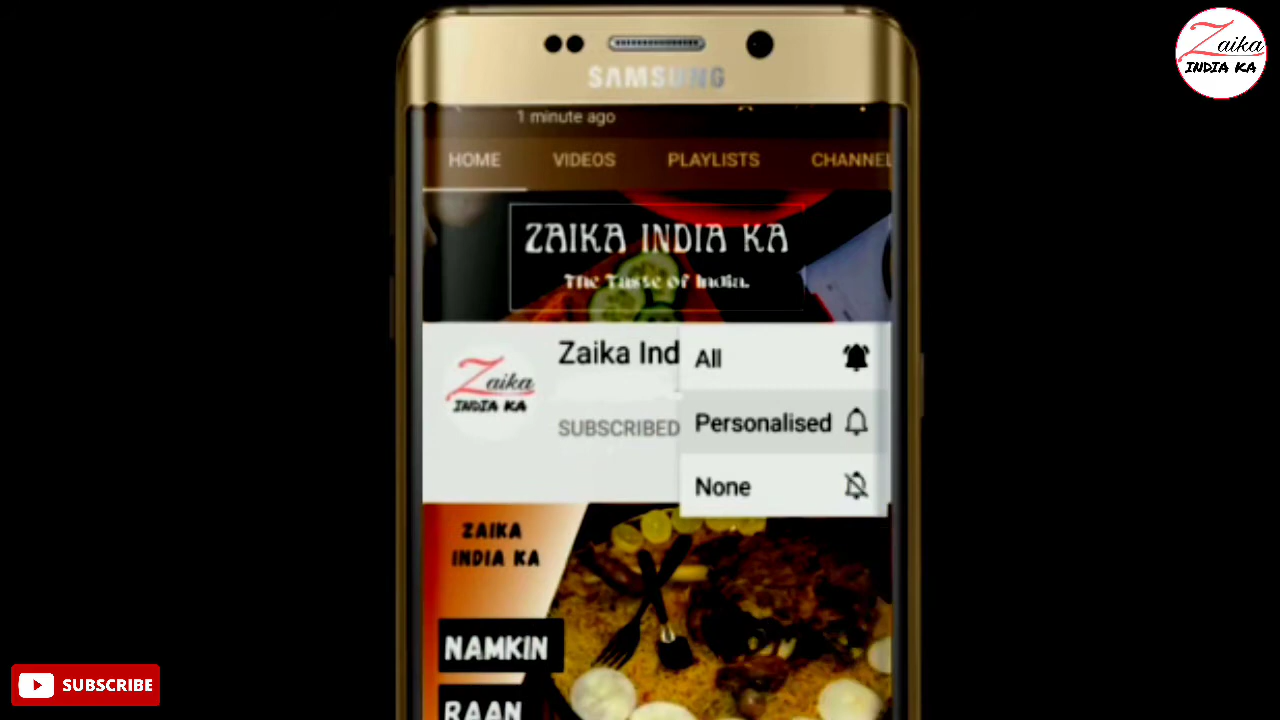 Zaika
INDIA KA
SAMSUNG
1 minute ago
HOME VIDEOS PLAYLISTS CHANNEL
ZAIKA INDIA KA
The Taste of India.
Zaika Ind
SUBSCRIBED
All
Personalised
None
Zaika
INDIA KA
ZAIKA
INDIA KA
NAMKIN
RAAN
SUBSCRIBE